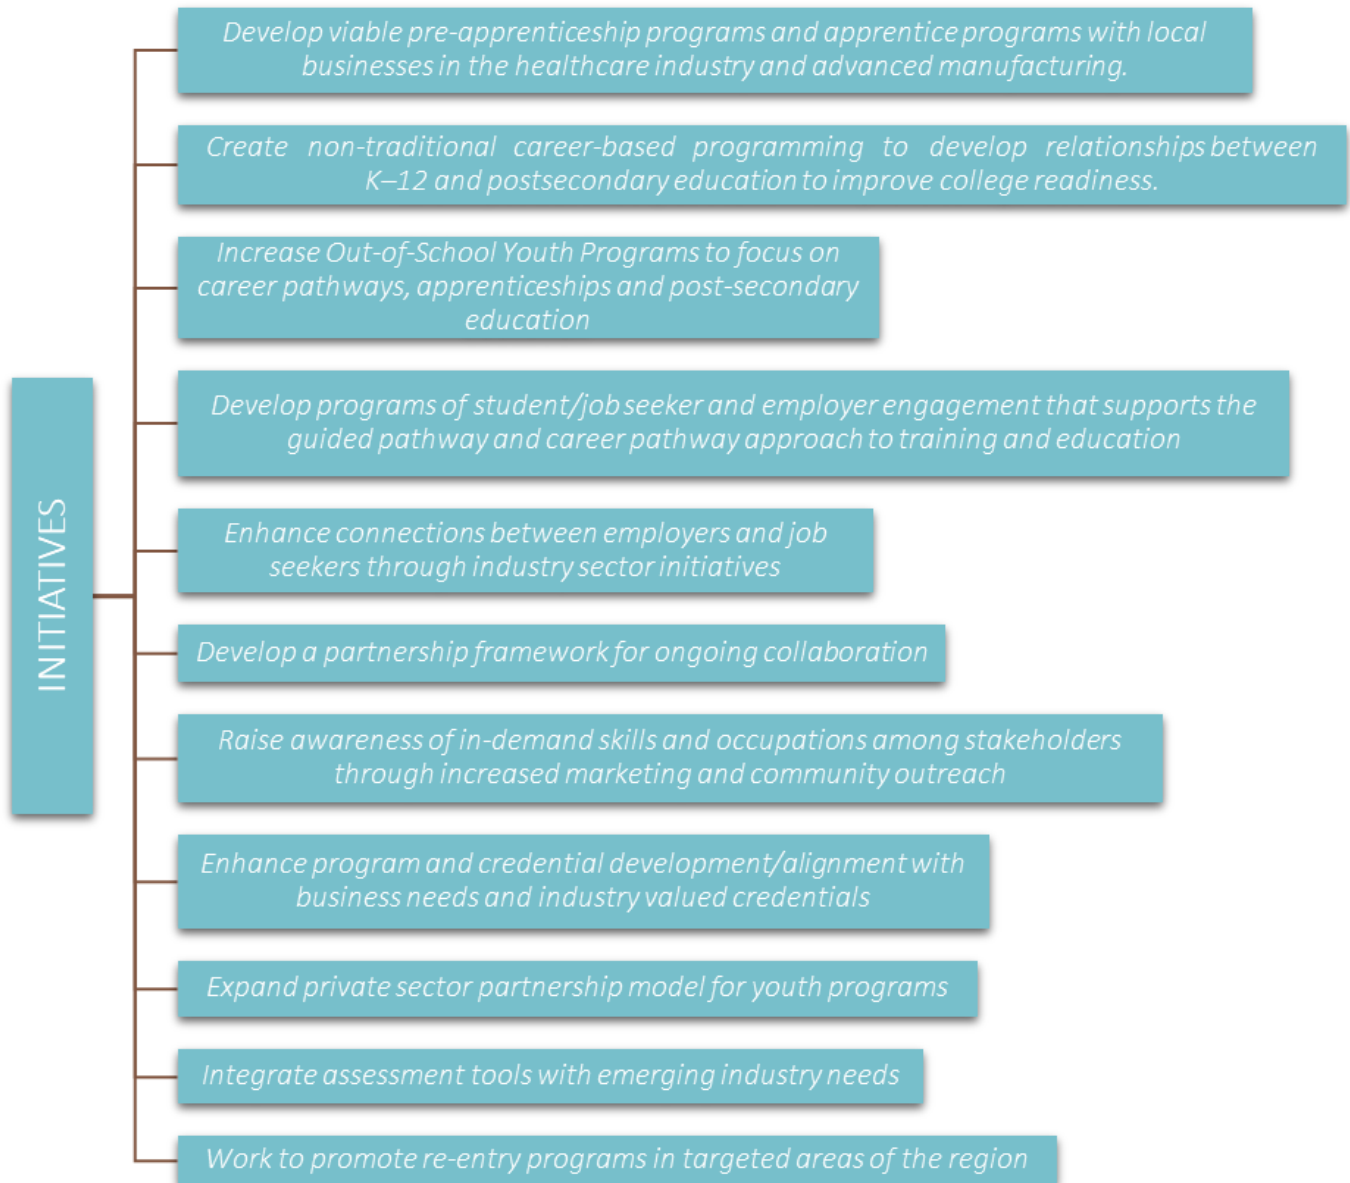 Develop viable pre-apprenticeship programs and apprentice programs with local
businesses in the healthcare industry and advanced manufacturing.
Create non-traditional career-based programming to develop relationships between
K–12 and postsecondary education to improve college readiness.
Increase Out-of-School Youth Programs to focus on
career pathways, apprenticeships and post-secondary
education
Develop programs of student/job seeker and employer engagement that supports the
guided pathway and career pathway approach to training and education
INITIATIVES
Enhance connections between employers and job
seekers through industry sector initiatives
Develop a partnership framework for ongoing collaboration
Raise awareness of in-demand skills and occupations among stakeholders
through increased marketing and community outreach
Enhance program and credential development/alignment with
business needs and industry valued credentials
Expand private sector partnership model for youth programs
Integrate assessment tools with emerging industry needs
Work to promote re-entry programs in targeted areas of the region